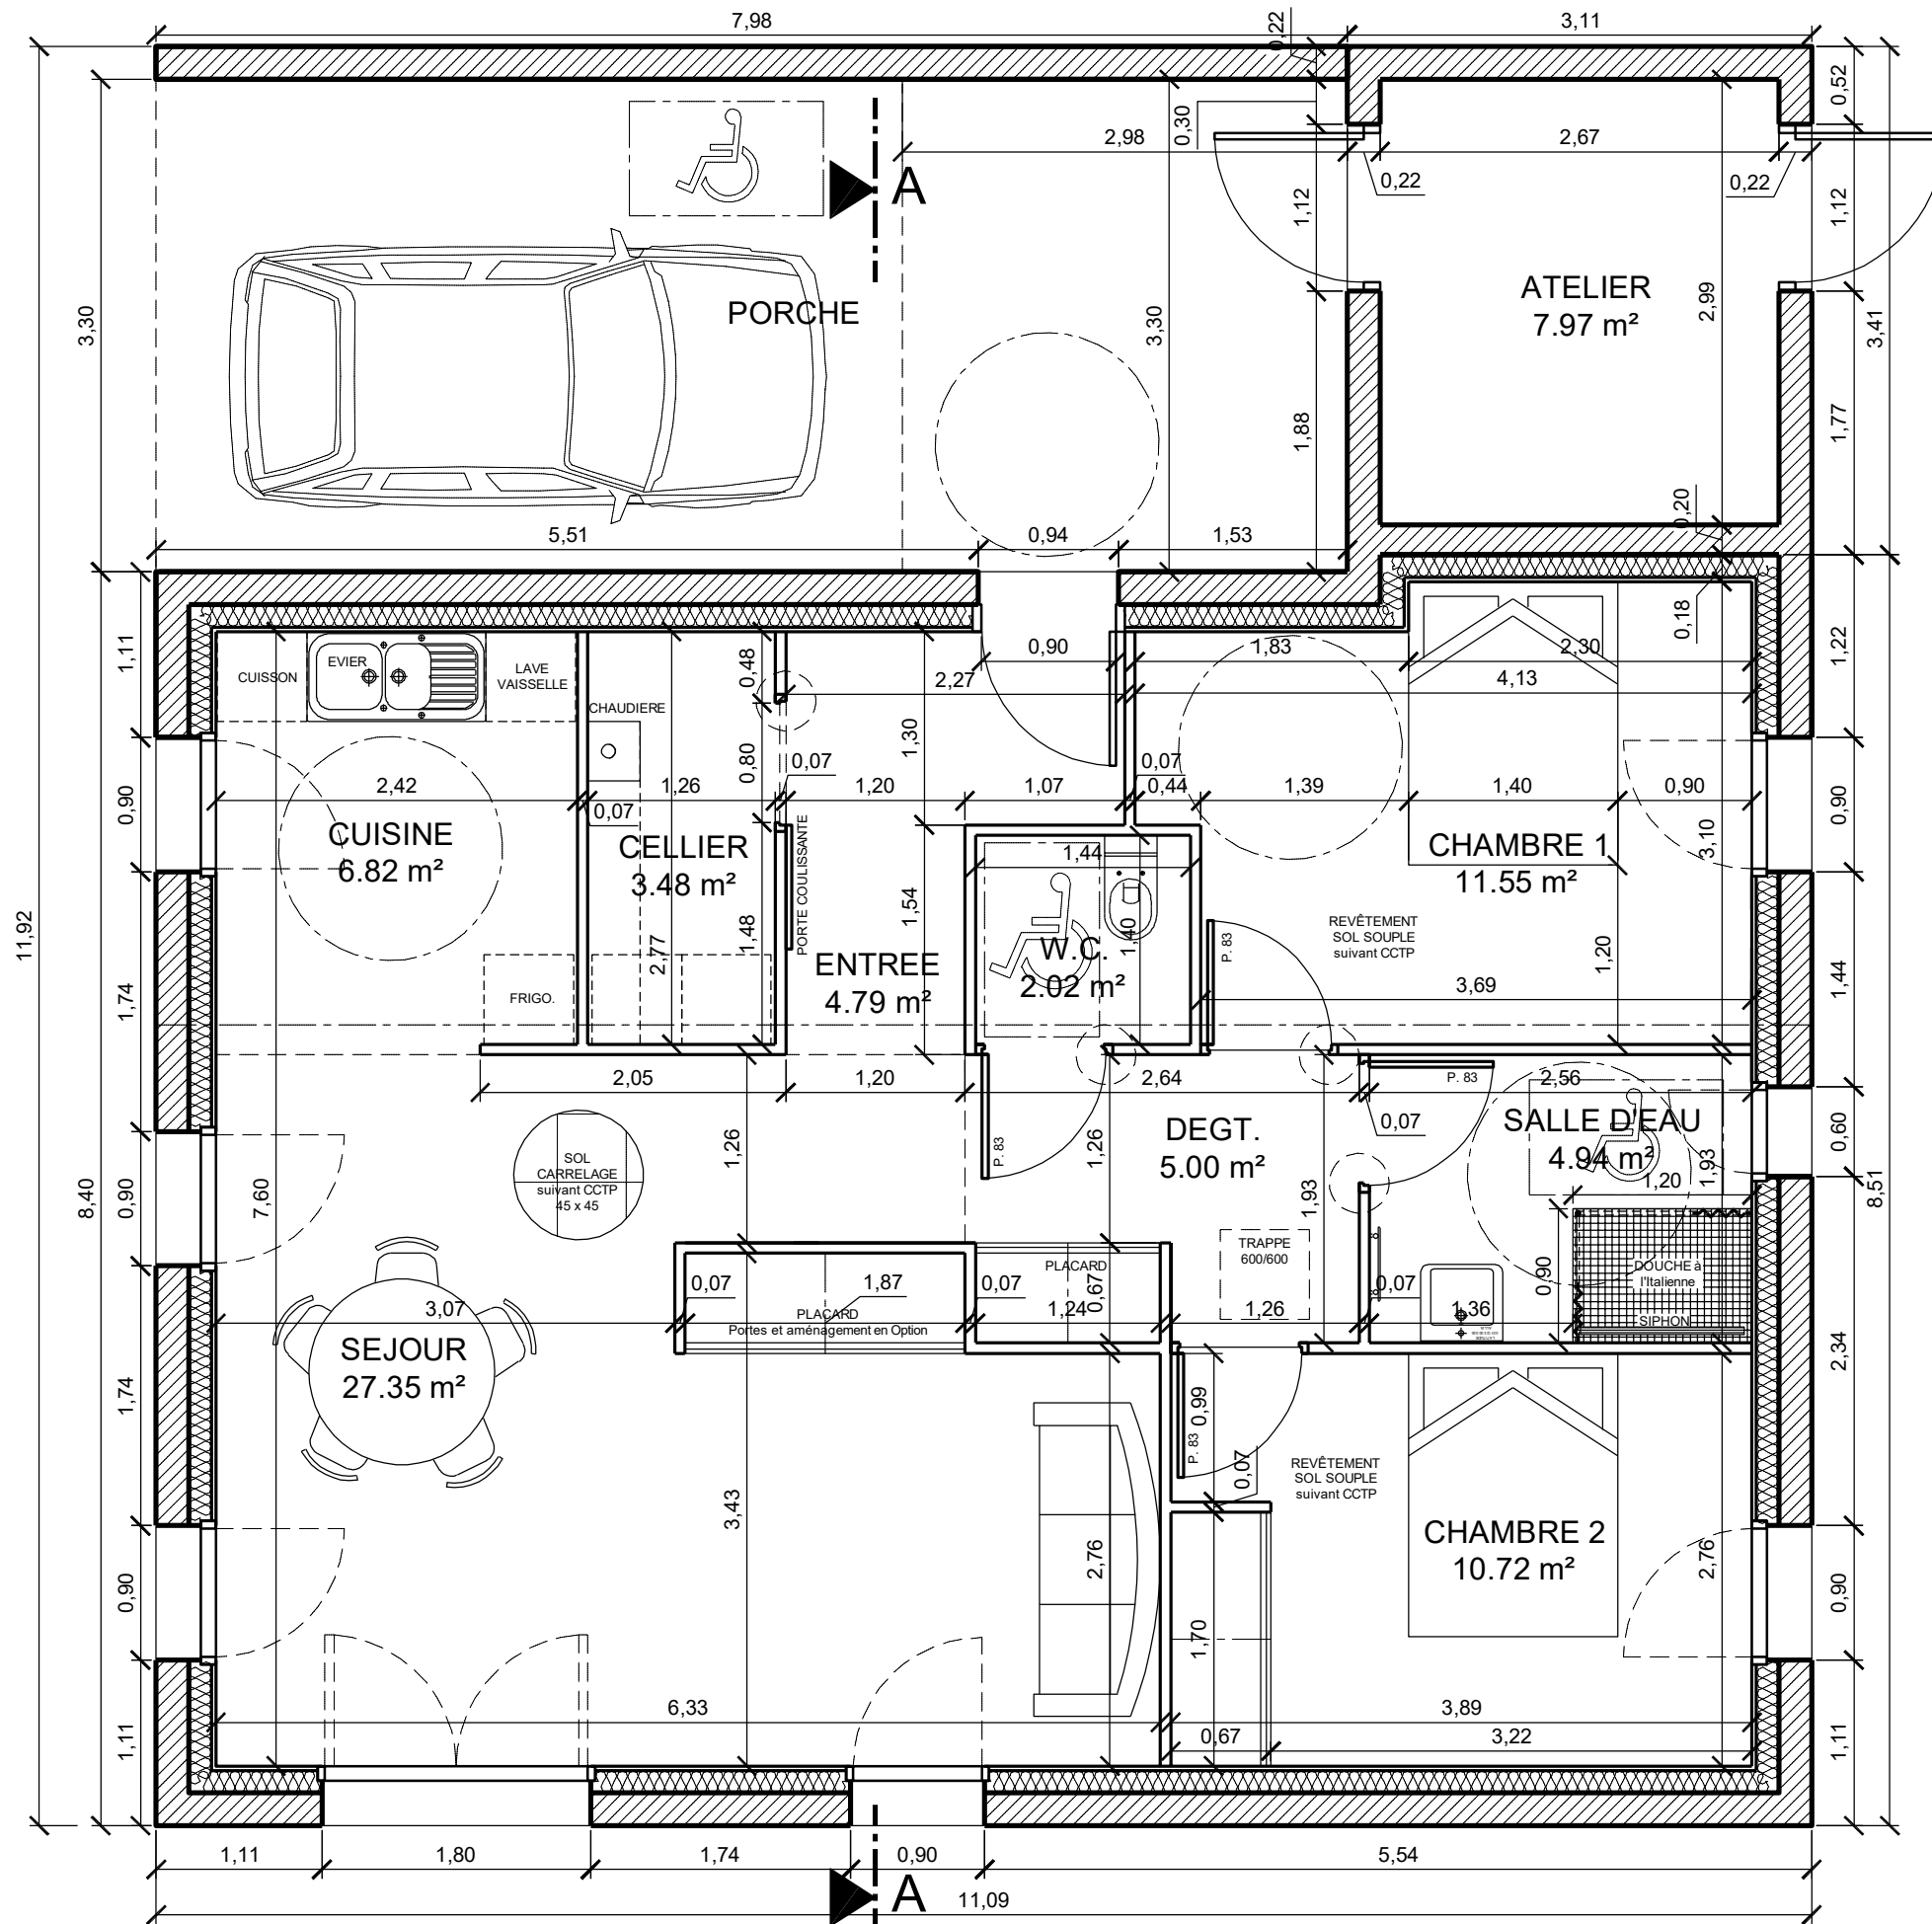 7,98
0,22
3,11
0,52
0,30
2,98
2,67
A
0,22
0,22
1,12
1,12
PORCHE
ATELIER
7.97 m²
3,30
3,30
2,99
3,41
1,88
1,77
0,20
5,51
0,94
1,53
11,92
1,11
EVIER
CUISSON
LAVE
VAISSELLE
0,48
0,90
1,83
2,30
0,18
1,22
2,27
4,13
CHAUDIERE
1,30
0,80
0,07
0,07
2,42
1,26
1,20
1,07
0,44
1,39
1,40
0,90
0,90
0,90
0,07
CUISINE
6.82 m²
CELLIER
3.48 m²
PORTE COULISSANTE
1,44
CHAMBRE 1
11.55 m²
3,10
1,54
1,48
2,77
REVÊTEMENT
SOL SOUPLE
suivant CCTP
P. 83
1,40
1,20
1,44
1,74
ENTREE
4.79 m²
W.C.
2.02 m²
3,69
FRIGO.
2,05
1,20
2,64
P. 83
2,56
0,07
SALLE D'EAU
4.94 m²
0,60
DEGT.
5.00 m²
1,26
1,26
P. 83
1,93
1,93
1,20
8,51
SOL
CARRELAGE
suivant CCTP
45 x 45
8,40
0,90
7,60
TRAPPE
600/600
PLACARD
0,90
DOUCHE à
l'Italienne
0,07
1,87
0,07
0,67
0,07
3,07
PLACARD
Portes et aménagement en Option
1,24
1,26
1,36
SIPHON
2,34
SEJOUR
27.35 m²
1,74
0,99
P. 83
0,07
REVÊTEMENT
SOL SOUPLE
suivant CCTP
3,43
2,76
CHAMBRE 2
10.72 m²
2,76
0,90
0,90
1,70
6,33
3,89
0,67
3,22
1,11
1,11
1,11
1,80
1,74
0,90
5,54
A
11,09